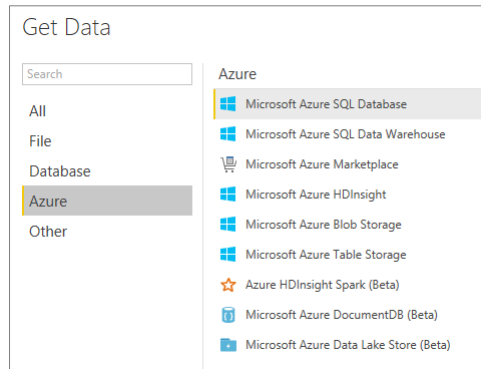 Get Data
Search
All
File
Database
Azure
Other
Azure
Microsoft Azure SQL Database
Microsoft Azure SQL Data Warehouse
Microsoft Azure Marketplace
Microsoft Azure HDInsight
Microsoft Azure Blob Storage
Microsoft Azure Table Storage
Azure HDInsight Spark (Beta)
Microsoft Azure DocumentDB (Beta)
Microsoft Azure Data Lake Store (Beta)